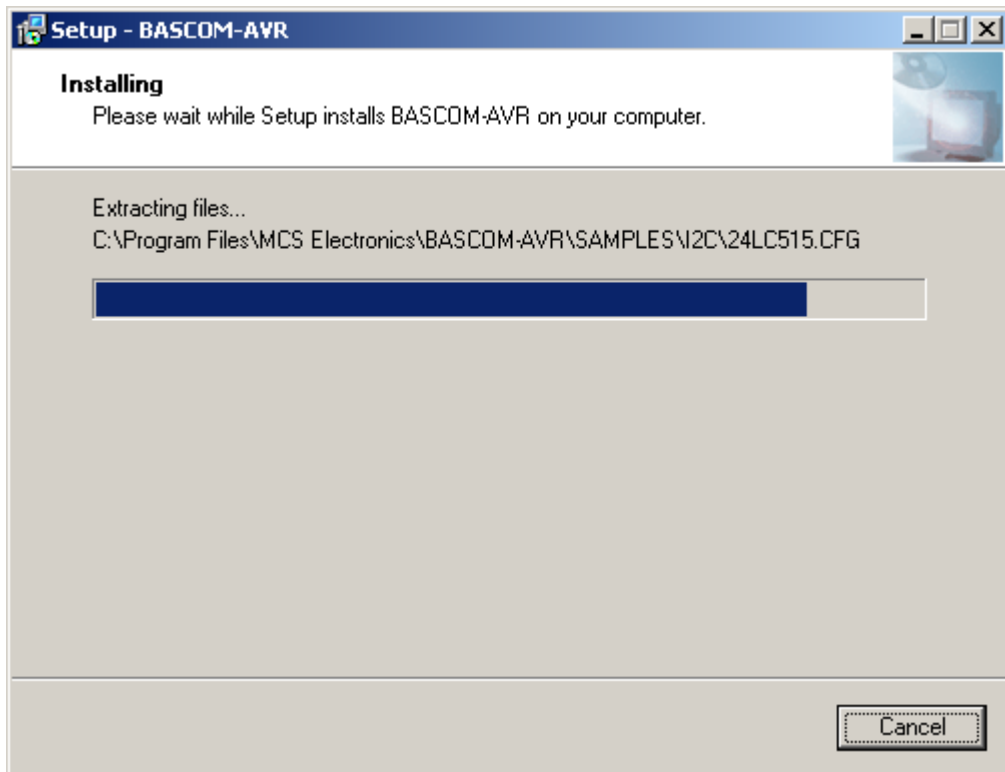 Setup - BASCOM-AVR
Installing
Please wait while Setup installs BASCOM-AVR on your computer.
Extracting files...
C:\Program Files\MCS Electronics\BASCOM-AVR\SAMPLES\I2C\24LC515.CFG
Cancel